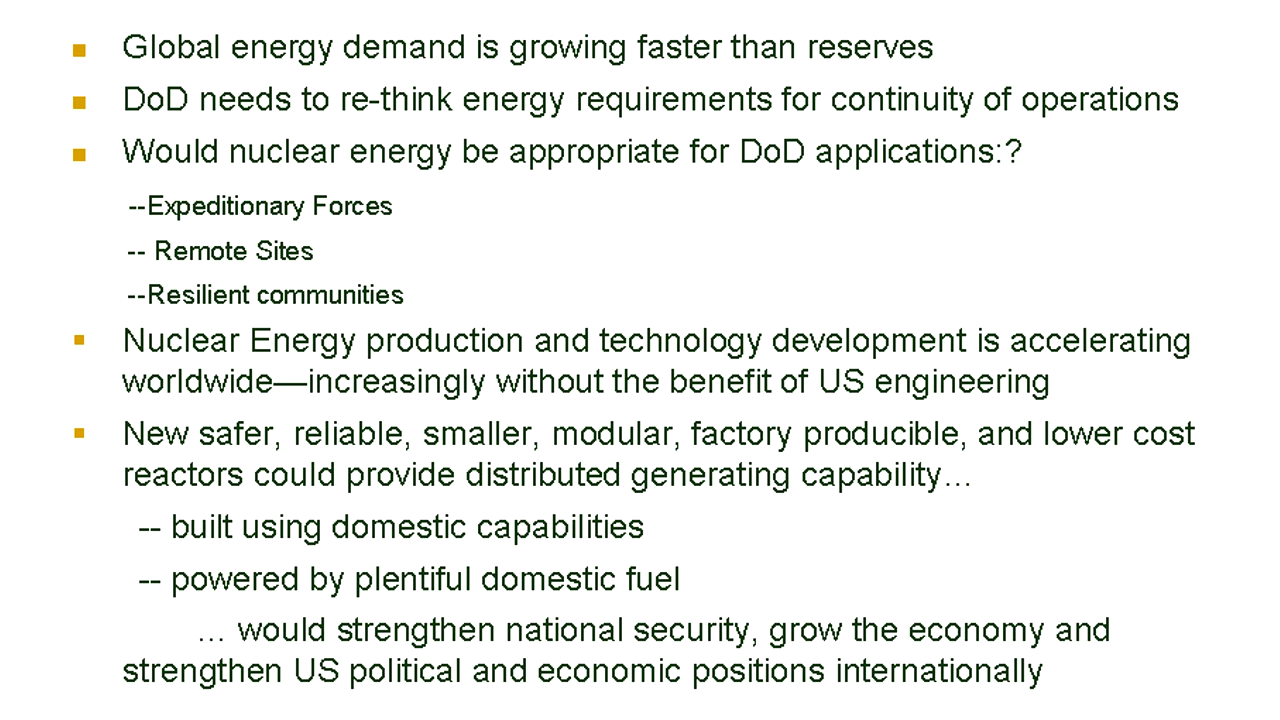 Global energy demand is growing faster than reserves
DoD needs to re-think energy requirements for continuity of operations
Would nuclear energy be appropriate for DoD applications:?
--Expeditionary Forces
-- Remote Sites
--Resilient communities
Nuclear Energy production and technology development is accelerating
worldwide—increasingly without the benefit of US engineering
New safer, reliable, smaller, modular, factory producible, and lower cost
reactors could provide distributed generating capability…
-- built using domestic capabilities
-- powered by plentiful domestic fuel
… would strengthen national security, grow the economy and
strengthen US political and economic positions internationally